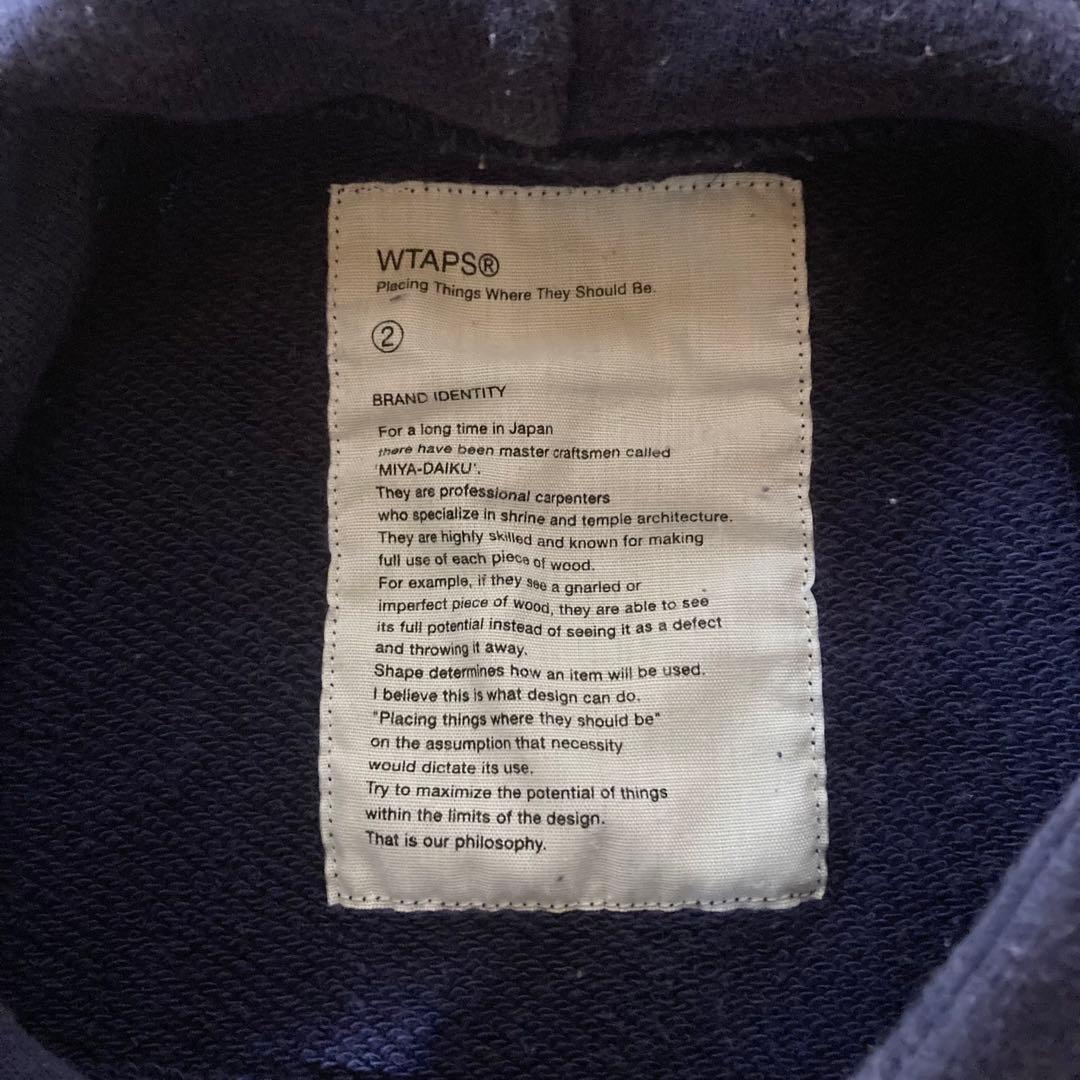 WTAPS®
Placing Things Where They Should Be.
②
BRAND IDENTITY
For a long time in Japan
there have been master craftsmen called
'MIYA-DAIKU'.
They are professional carpenters
who specialize in shrine and temple architecture.
They are highly skilled and known for making
full use of each piece of wood.
For example, if they see a gnarled or
imperfect piece of wood, they are able to see
its full potential instead of seeing it as a defect
and throwing it away.
Shape determines how an item will be used.
I believe this is what design can do.
"Placing things where they should be"
on the assumption that necessity
would dictate its use.
Try to maximize the potential of things
within the limits of the design.
That is our philosophy.